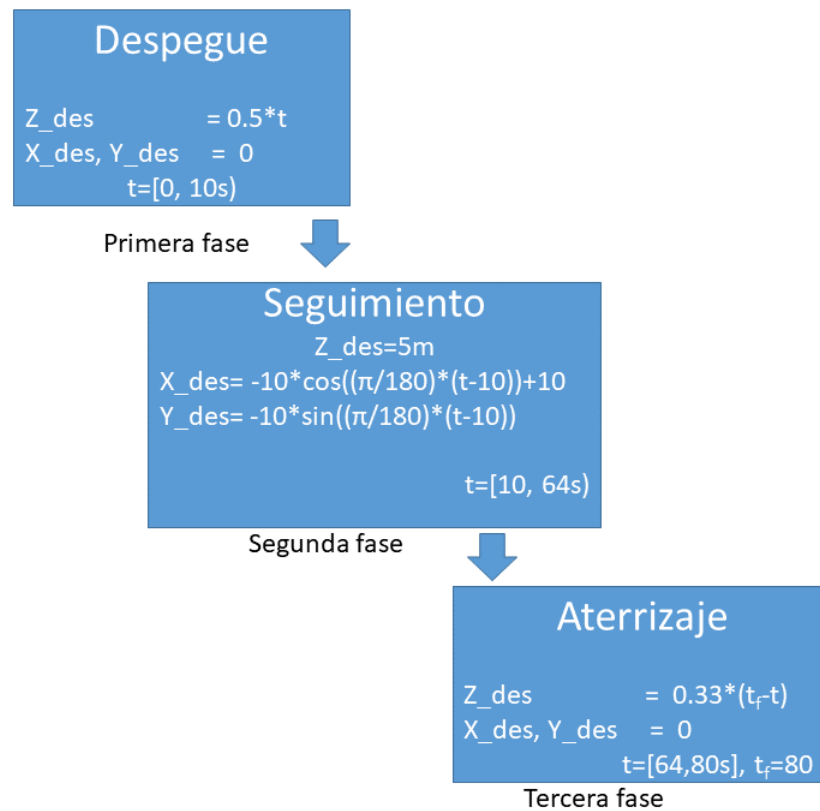 Despegue
Z_des = 0.5*t
X_des, Y_des = 0
t=[0, 10s)
Primera fase
Seguimiento
Z_des=5m
X_des= -10*cos((π/180)*(t-10))+10
Y_des= -10*sin((π/180)*(t-10))
t=[10, 64s)
Segunda fase
Aterrizaje
Z_des = 0.33*(t_f-t)
X_des, Y_des = 0
t=[64,80s], t_f=80
Tercera fase